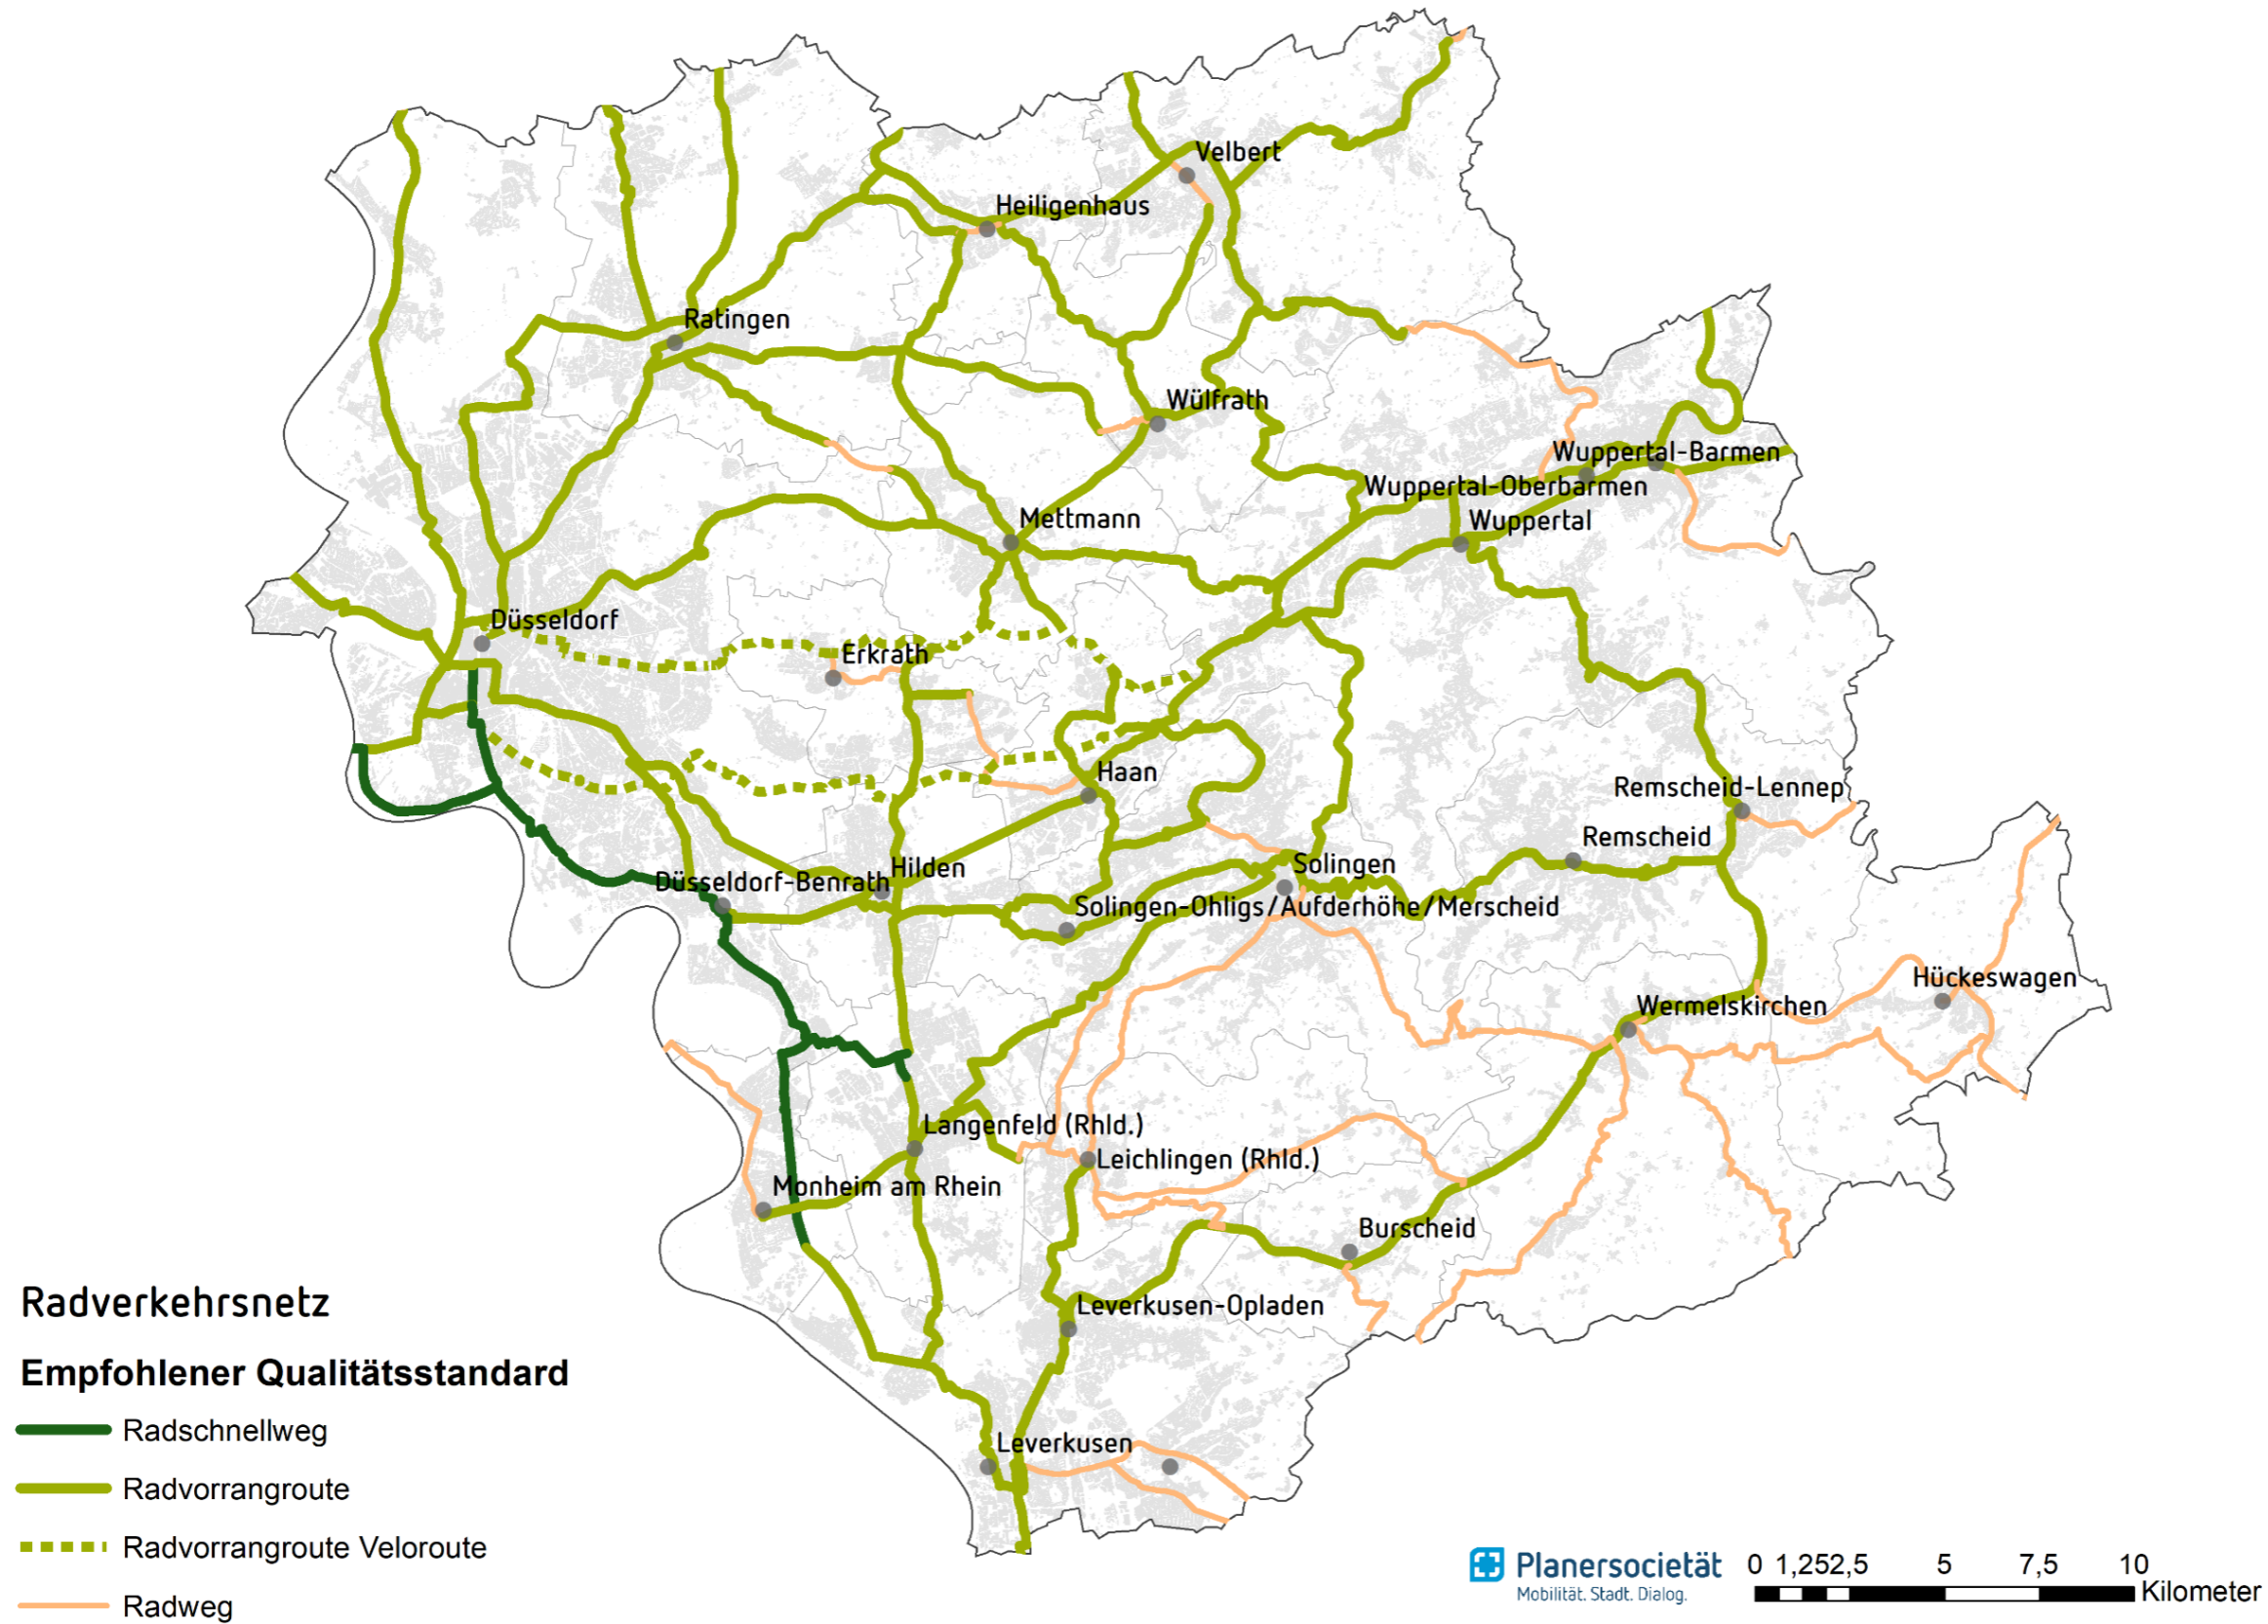 Velbert
Heiligenhaus
Ratingen
Wülfrath
Wuppertal-Barmen
Wuppertal-Oberbarmen
Mettmann
Wuppertal
Düsseldorf
Erkrath
Haan
Remscheid-Lennep
Remscheid
Solingen
Hilden
Düsseldorf-Benrath
Solingen-Ohligs/Aufderhöhe/Merscheid
Hückeswagen
Wermelskirchen
Langenfeld (Rhld.)
Leichlingen (Rhld.)
Monheim am Rhein
Burscheid
Leverkusen-Opladen
Leverkusen
Radverkehrsnetz
Empfohlener Qualitätsstandard
Radschnellweg
Radvorrangroute
Radvorrangroute Veloroute
Radweg
Planersocietät
Mobilität. Stadt. Dialog.
0 1,25 2,5 5 7,5 10
Kilometer